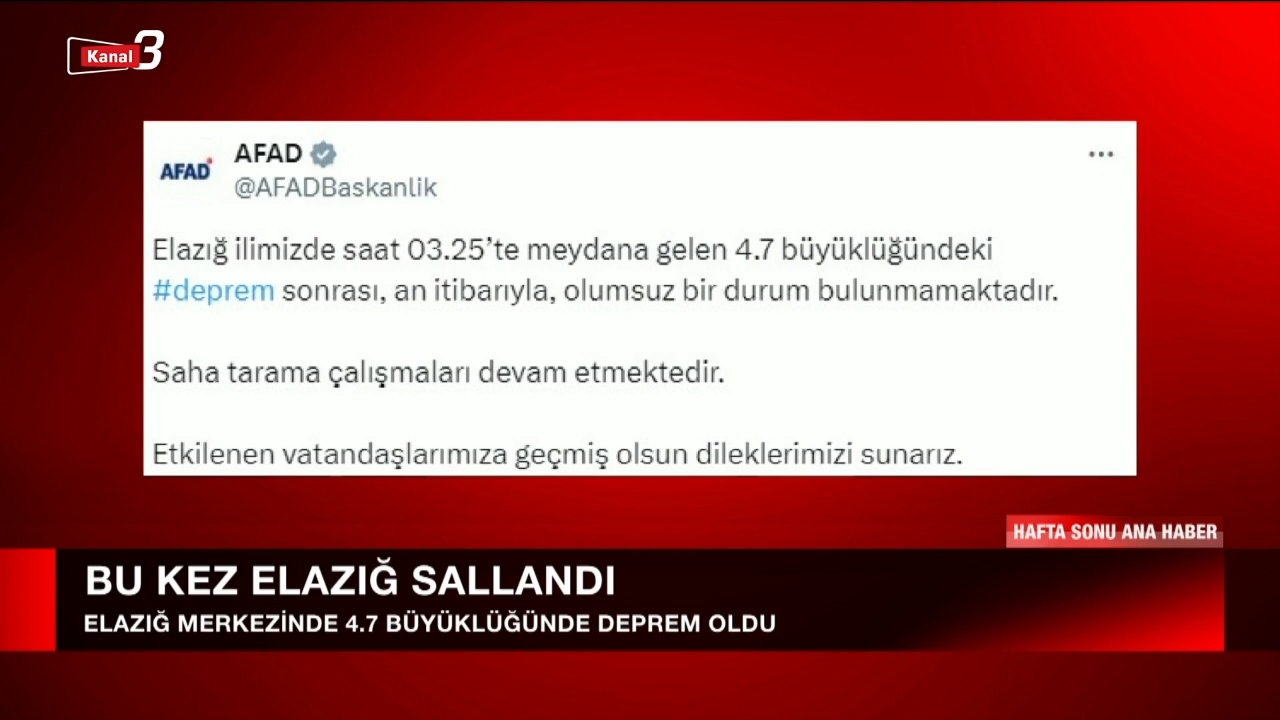 Kanal 3
AFAD
AFAD
@AFADBaskanlik
Elazığ ilimizde saat 03.25’te meydana gelen 4.7 büyüklüğündeki
#deprem sonrası, an itibarıyla, olumsuz bir durum bulunmamaktadır.
Saha tarama çalışmaları devam etmektedir.
Etkilenen vatandaşlarımıza geçmiş olsun dileklerimizi sunarız.
HAFTA SONU ANA HABER
BU KEZ ELAZIĞ SALLANDI
ELAZIĞ MERKEZİNDE 4.7 BÜYÜKLÜĞÜNDE DEPREM OLDU